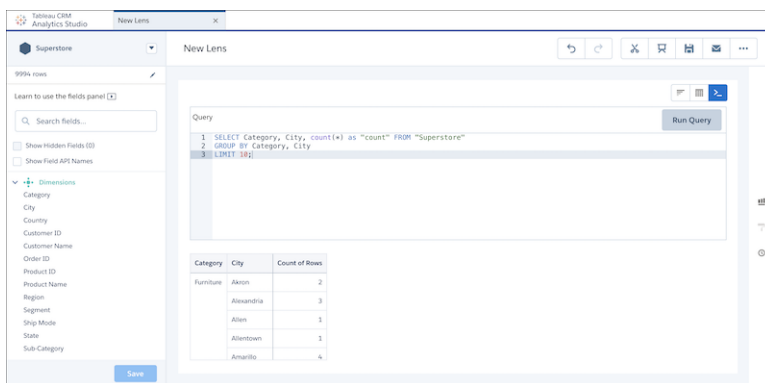 Tableau CRM
Analytics Studio
New Lens
Superstore
New Lens
9994 rows
Learn to use the fields panel
Search fields...
Show Hidden Fields (0)
Show Field API Names
Dimensions
Category
City
Country
Customer ID
Customer Name
Order ID
Product ID
Product Name
Region
Segment
Ship Mode
State
Sub-Category
Save
Query
Run Query
1 SELECT Category, City, count(*) as "count" FROM "Superstore"
2 GROUP BY Category, City
3 LIMIT 10;
Category City Count of Rows
Furniture Akron 2
Alexandria 3
Allen 1
Allentown 1
Amarillo 4